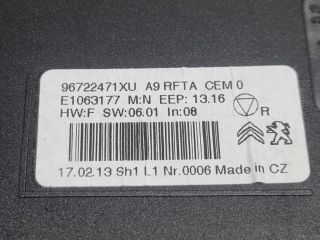 96722471XU A9 RFTA CEM 0
E1063177 M:N EEP: 13.16
HW:F SW:06.01 In:08
R
17.02.13 Sh1 L1 Nr.0006 Made in CZ